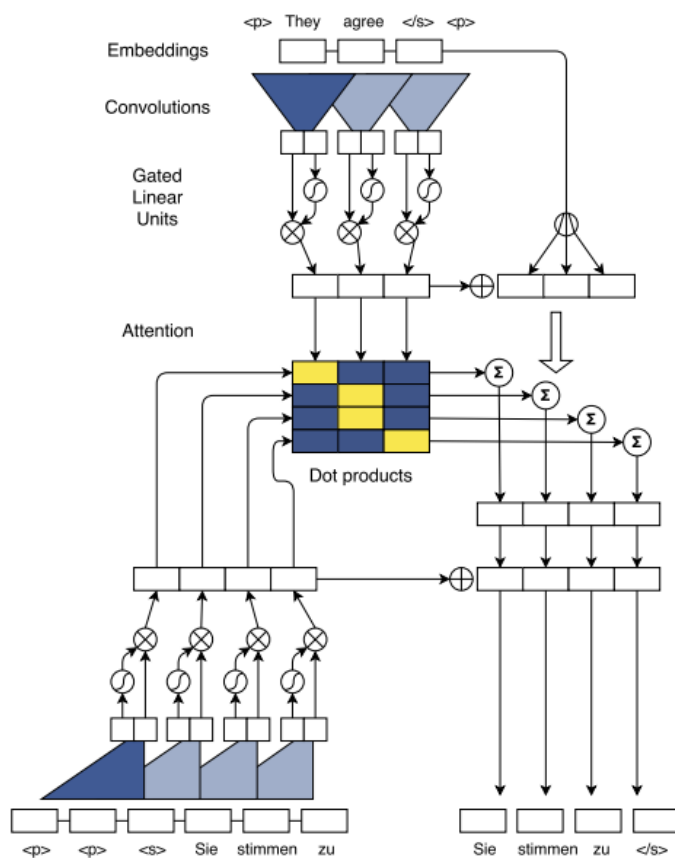 <p> They agree </s> <p>
Embeddings
Convolutions
Gated
Linear
Units
Attention
Σ
Σ
Σ
Σ
Dot products
<p> <p> <s> Sie stimmen zu
Sie stimmen zu </s>